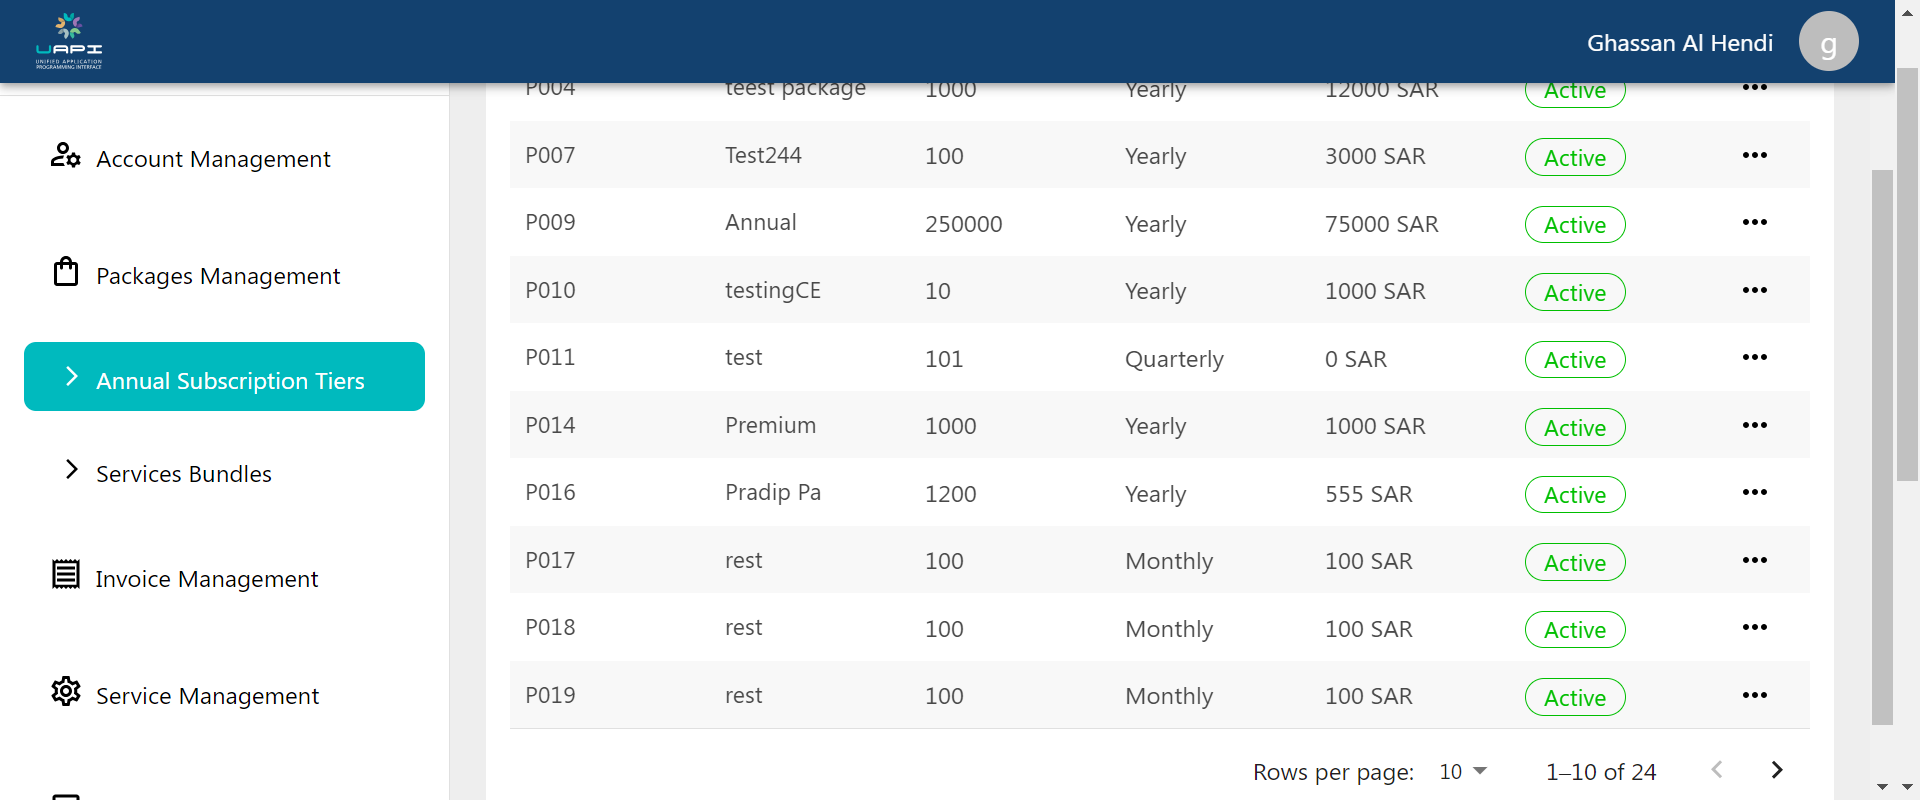 UAPI
UNIFIED APPLICATION
PROGRAMMING INTERFACE
Ghassan Al Hendi
g
Account Management
Packages Management
Annual Subscription Tiers
Services Bundles
Invoice Management
Service Management
P004 teest package 1000 Yearly 12000 SAR Active
P007 Test244 100 Yearly 3000 SAR Active
P009 Annual 250000 Yearly 75000 SAR Active
P010 testingCE 10 Yearly 1000 SAR Active
P011 test 101 Quarterly 0 SAR Active
P014 Premium 1000 Yearly 1000 SAR Active
P016 Pradip Pa 1200 Yearly 555 SAR Active
P017 rest 100 Monthly 100 SAR Active
P018 rest 100 Monthly 100 SAR Active
P019 rest 100 Monthly 100 SAR Active
Rows per page: 10 1–10 of 24